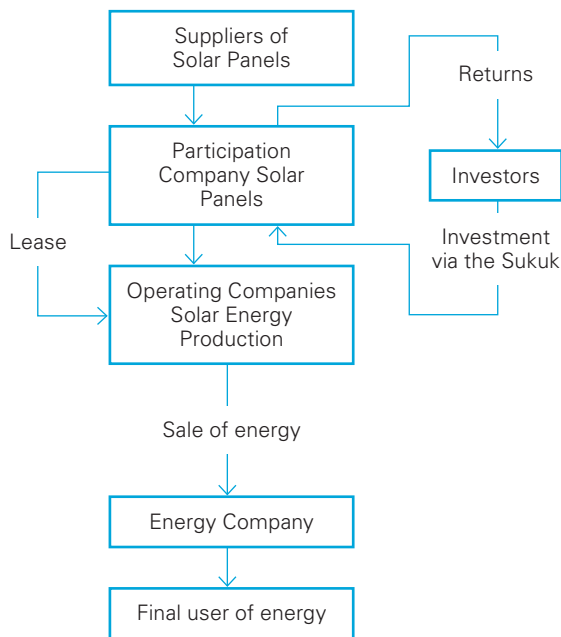 Suppliers of
Solar Panels
Returns
Participation
Company Solar
Panels
Investors
Lease
Investment
via the Sukuk
Operating Companies
Solar Energy
Production
Sale of energy
Energy Company
Final user of energy